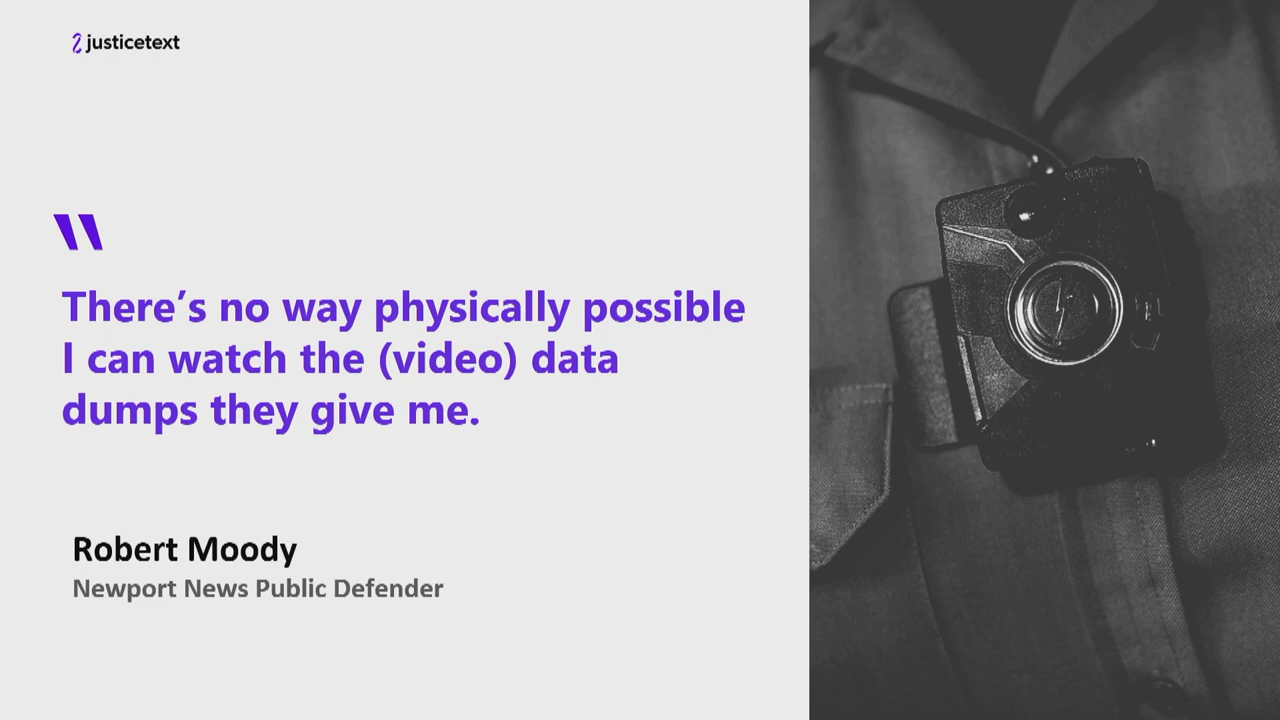 justicetext
"
There's no way physically possible
I can watch the (video) data
dumps they give me.
Robert Moody
Newport News Public Defender